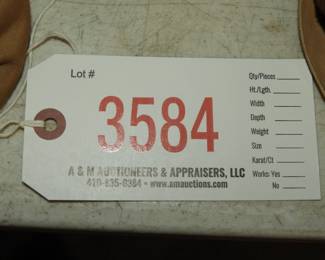 Lot #
3584
A & M AUCTIONEERS & APPRAISERS, LLC
410-835-0384 • www.amauctions.com
Qty/Pieces
Ht./Lgth.
Width
Depth
Weight
Size
Karat/Ct
Works: Yes
No